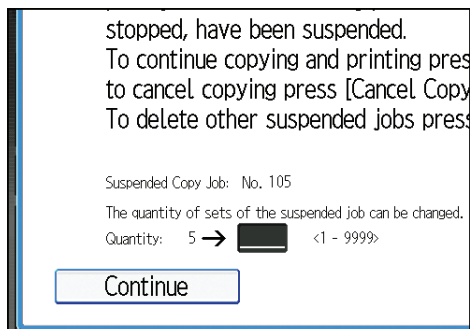 stopped, have been suspended.
To continue copying and printing pres
to cancel copying press [Cancel Copy
To delete other suspended jobs press
Suspended Copy Job: No. 105
The quantity of sets of the suspended job can be changed.
Quantity: 5 → <1 - 9999>
Continue